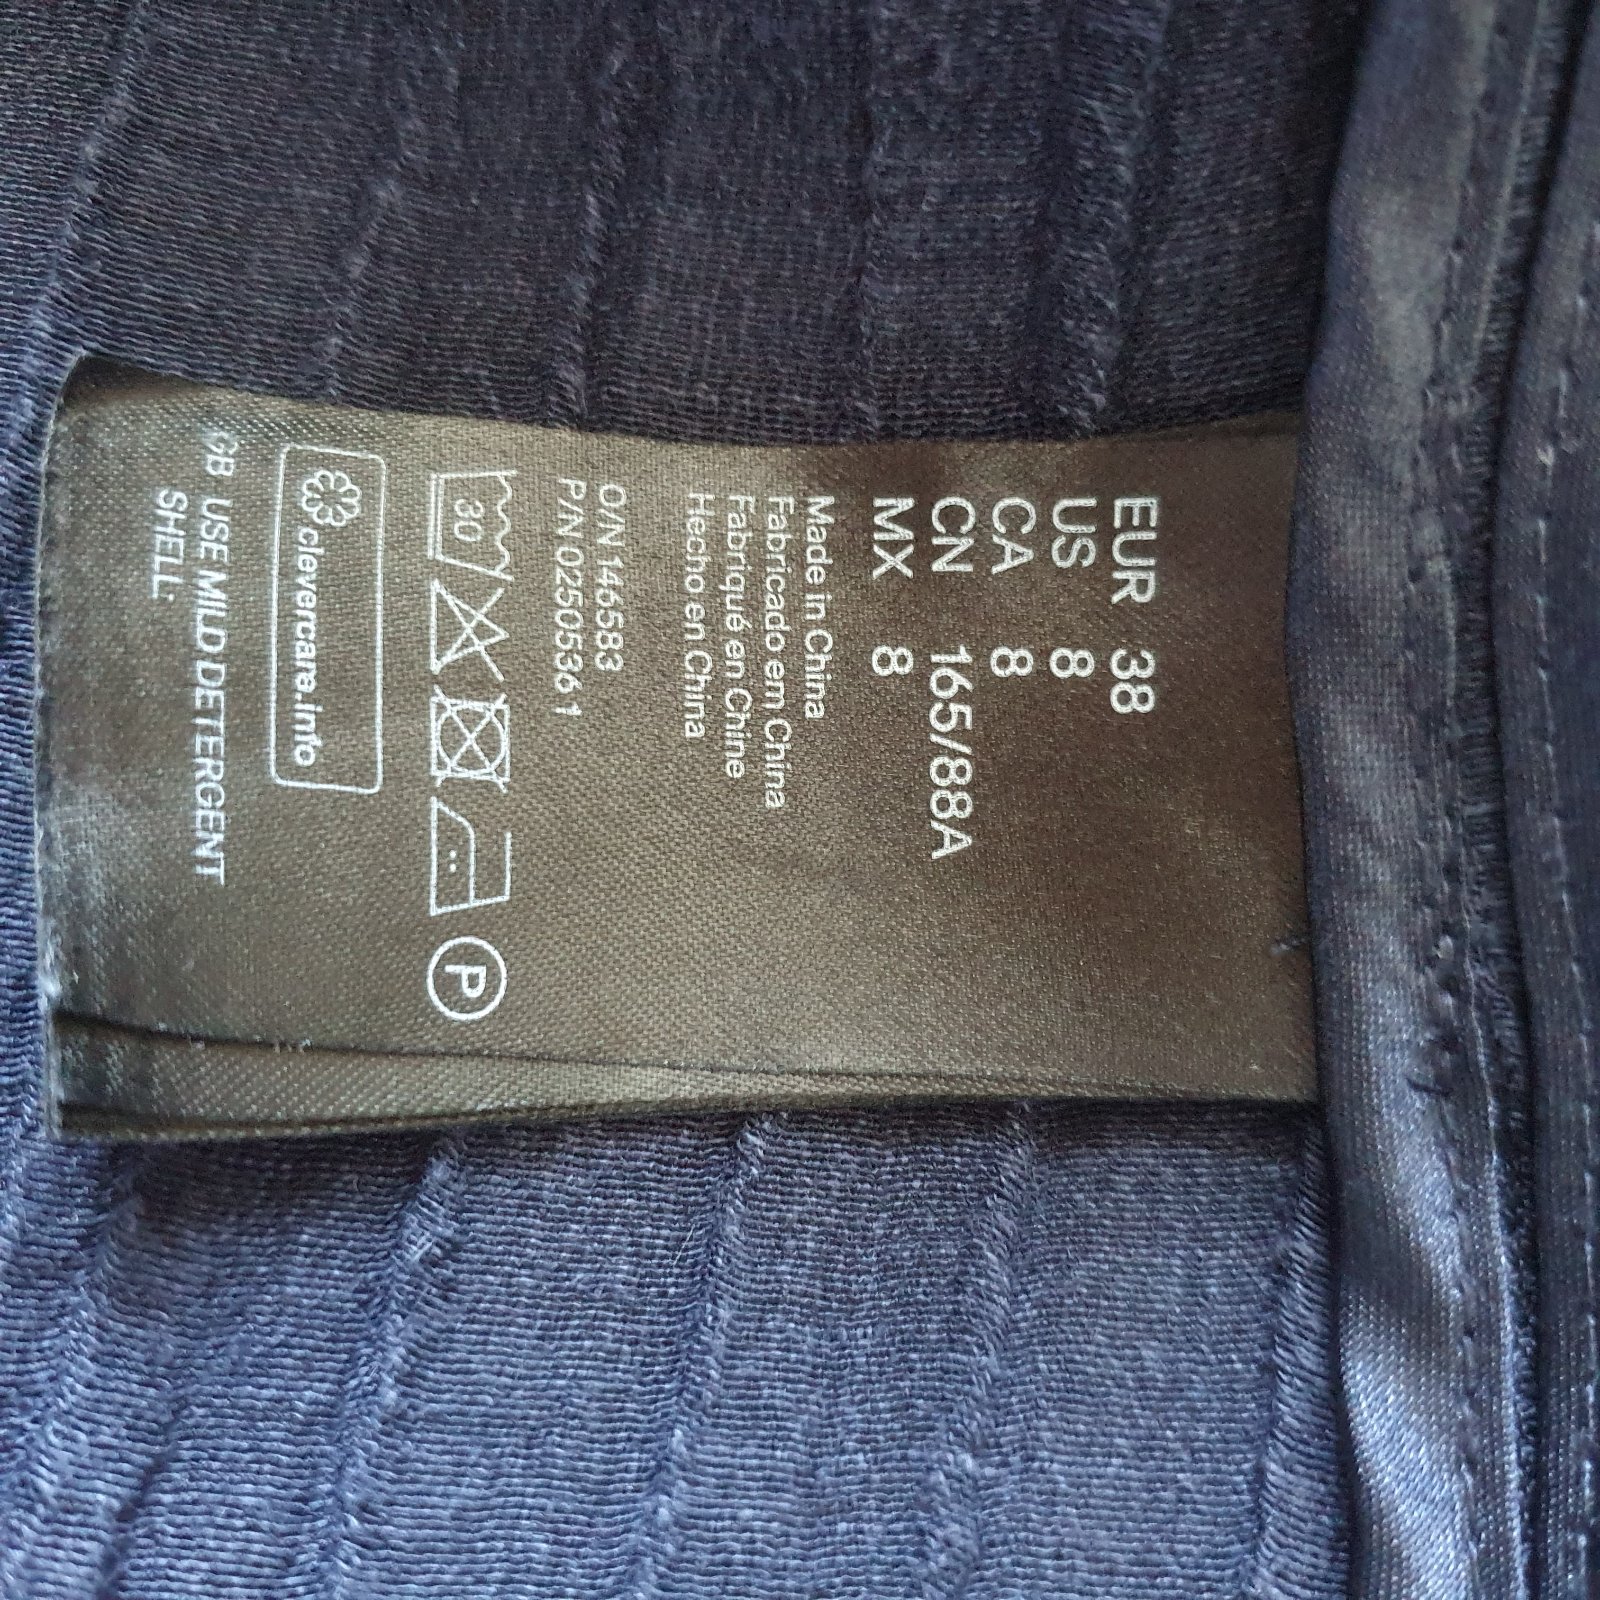 EUR 38
US 8
CA 8
CN 165/88A
MX 8
Made in China
Fabricado em China
Fabriqué en Chine
Hecho en China
O/N 146583
P/N 0250536 1
30
P
clevercare.info
GB USE MILD DETERGENT
SHELL: